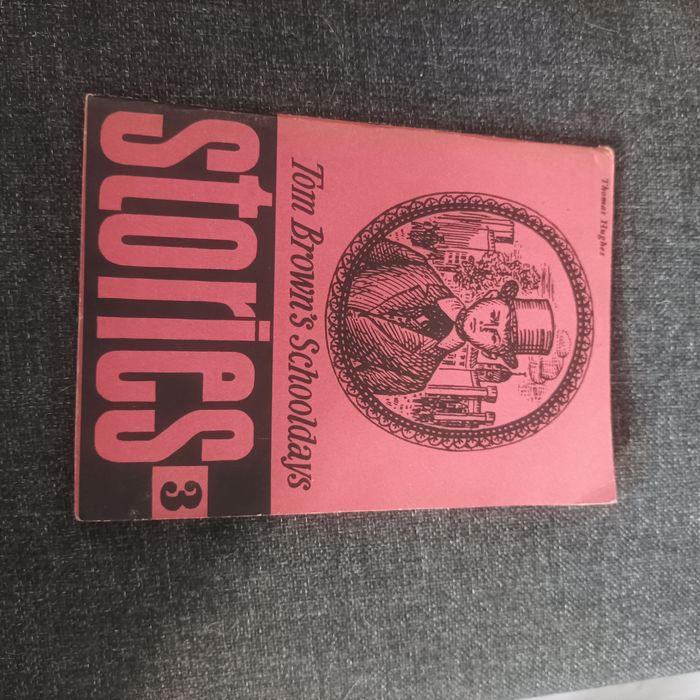 Thomas Hughes
Tom Brown's Schooldays
Stories 3